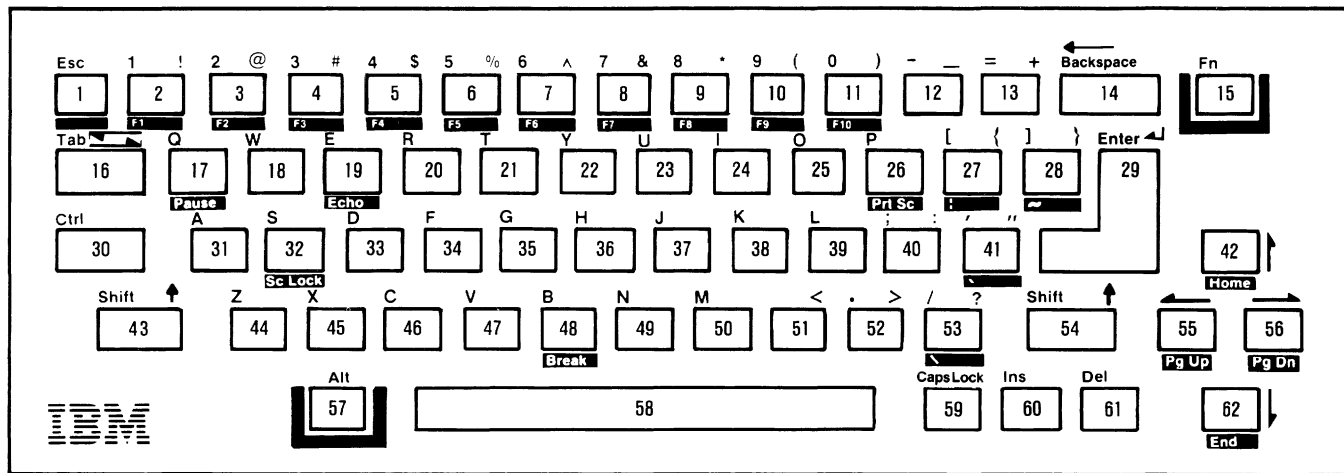 Esc 1 ! 2 @ 3 # 4 $ 5 % 6 ^ 7 & 8 * 9 ( 0 ) - _ = + Backspace Fn
1 2 3 4 5 6 7 8 9 10 11 12 13 14 15
F1 F2 F3 F4 F5 F6 F7 F8 F9 F10
Tab Q W E R T Y U I O P [ { ] } Enter
16 17 18 19 20 21 22 23 24 25 26 27 28 29
Pause Echo Prt Sc ¦ ~
Ctrl A S D F G H J K L ; : ' "
30 31 32 33 34 35 36 37 38 39 40 41 42
Sc Lock ` Home
Shift Z X C V B N M < . > / ? Shift
43 44 45 46 47 48 49 50 51 52 53 54 55 56
Break \ Pg Up Pg Dn
Alt Caps Lock Ins Del
IBM 57 58 59 60 61 62
End